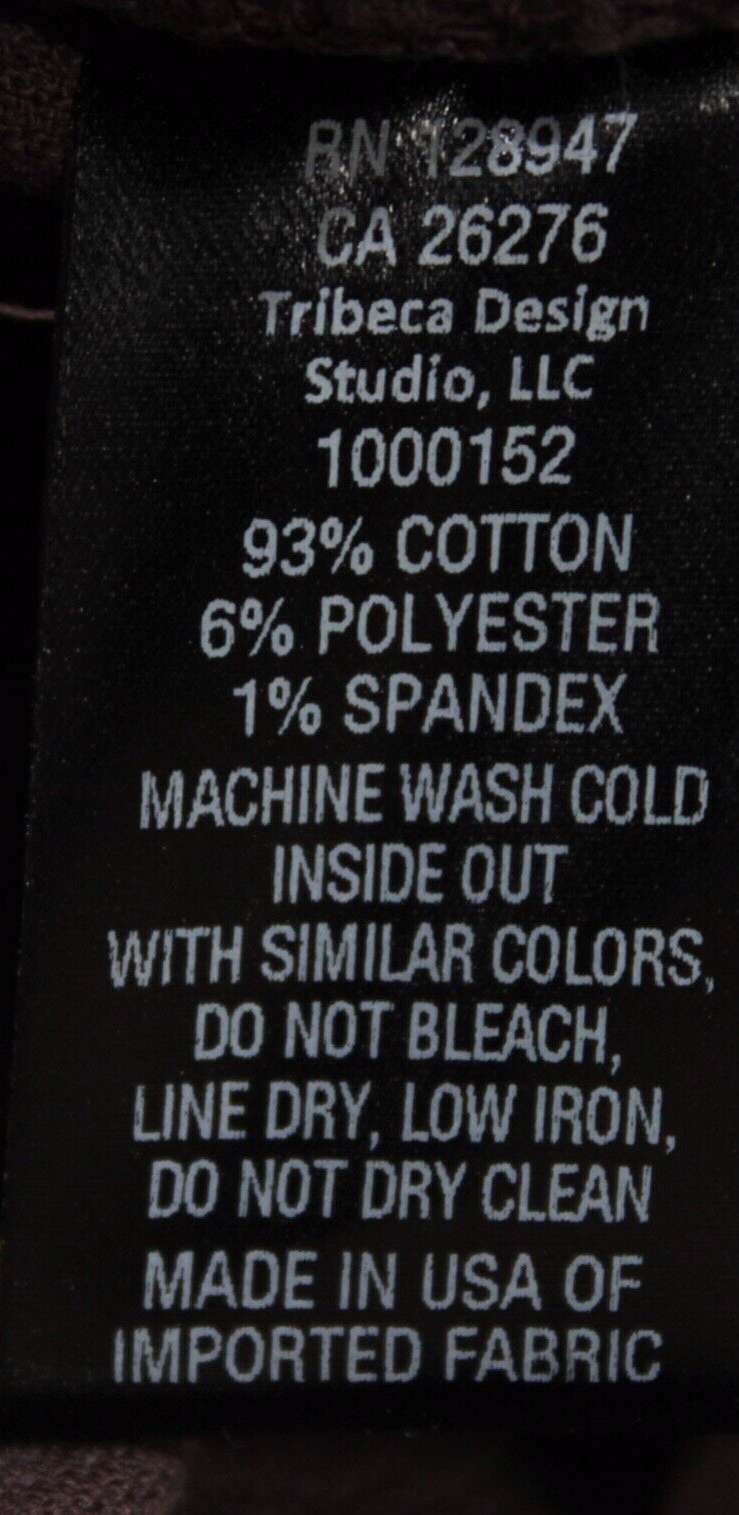 RN 128947
CA 26276
Tribeca Design
Studio, LLC
1000152
93% COTTON
6% POLYESTER
1% SPANDEX
MACHINE WASH COLD
INSIDE OUT
WITH SIMILAR COLORS,
DO NOT BLEACH,
LINE DRY, LOW IRON,
DO NOT DRY CLEAN
MADE IN USA OF
IMPORTED FABRIC